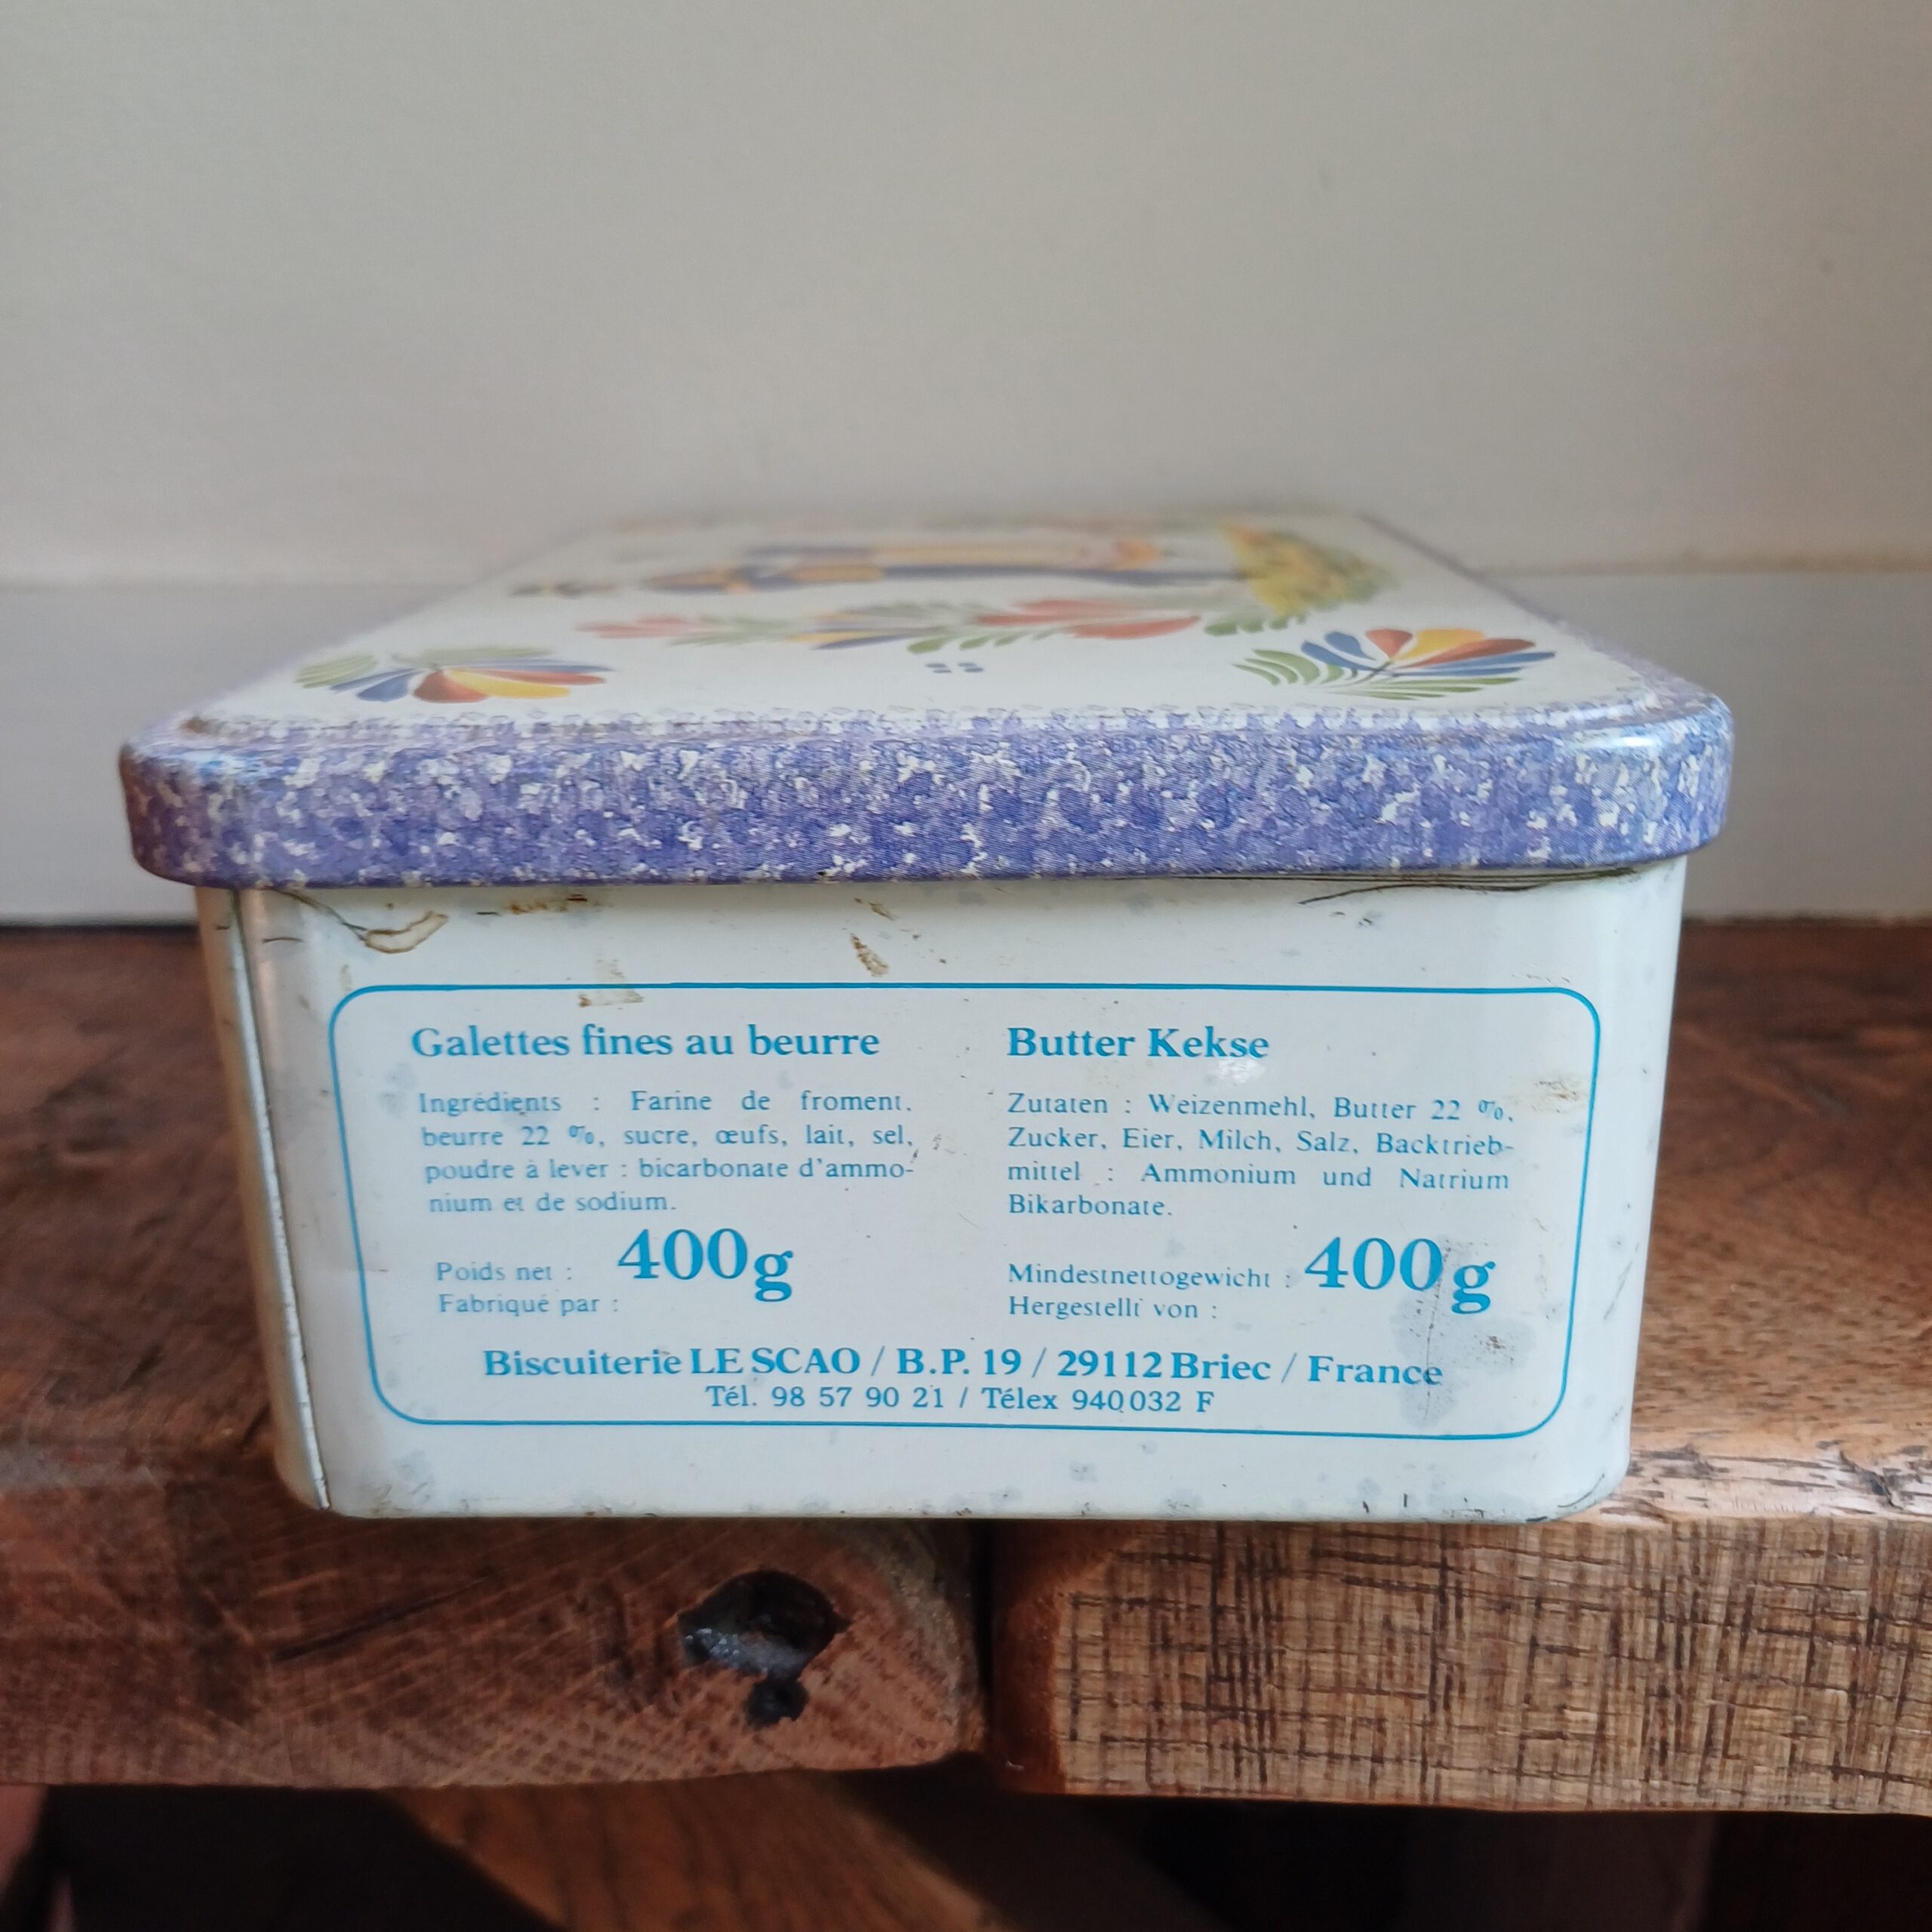 Galettes fines au beurre
Ingrédients : Farine de froment,
beurre 22 %, sucre, œufs, lait, sel,
poudre à lever : bicarbonate d'ammo-
nium et de sodium.
Poids net : 400g
Fabriqué par :
Butter Kekse
Zutaten : Weizenmehl, Butter 22 %,
Zucker, Eier, Milch, Salz, Backtrieb-
mittel : Ammonium und Natrium
Bikarbonate.
Mindestnettogewicht : 400g
Hergestellt von :
Biscuiterie LE SCAO / B.P. 19 / 29112 Briec / France
Tél. 98 57 90 21 / Télex 940032 F